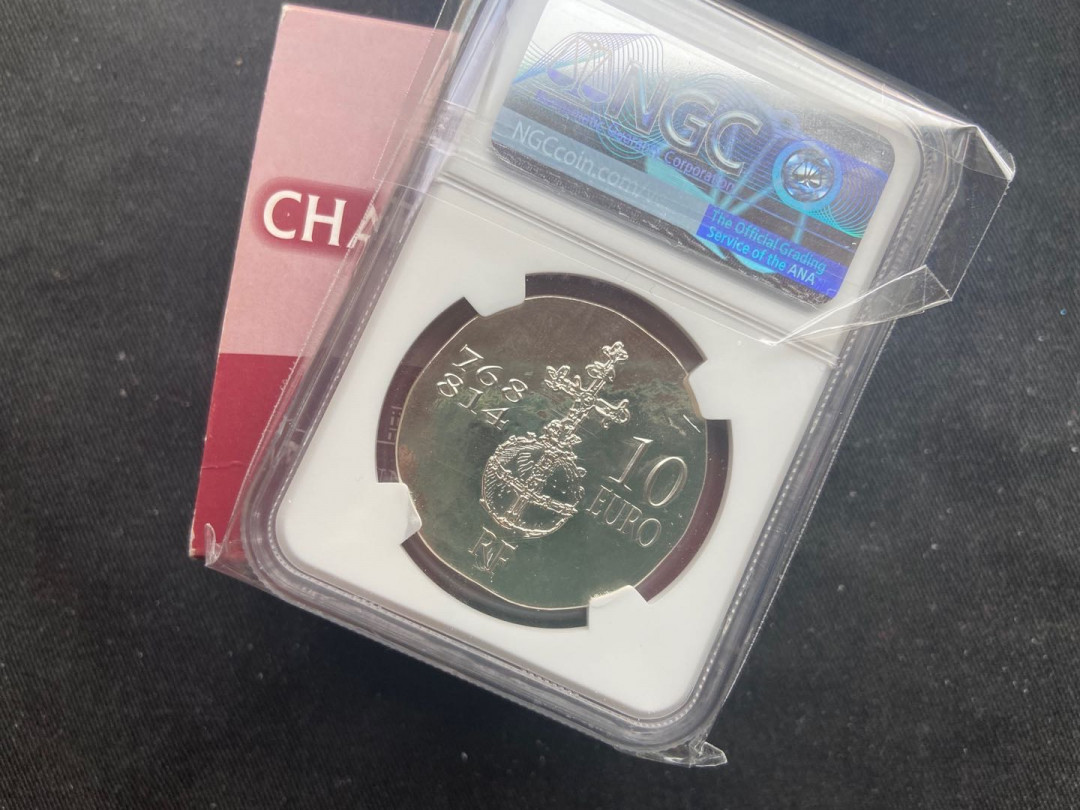 NGC
NGCcoin.com
The Official Grading
Service of the ANA
CHA
768
814
10
EURO
RF